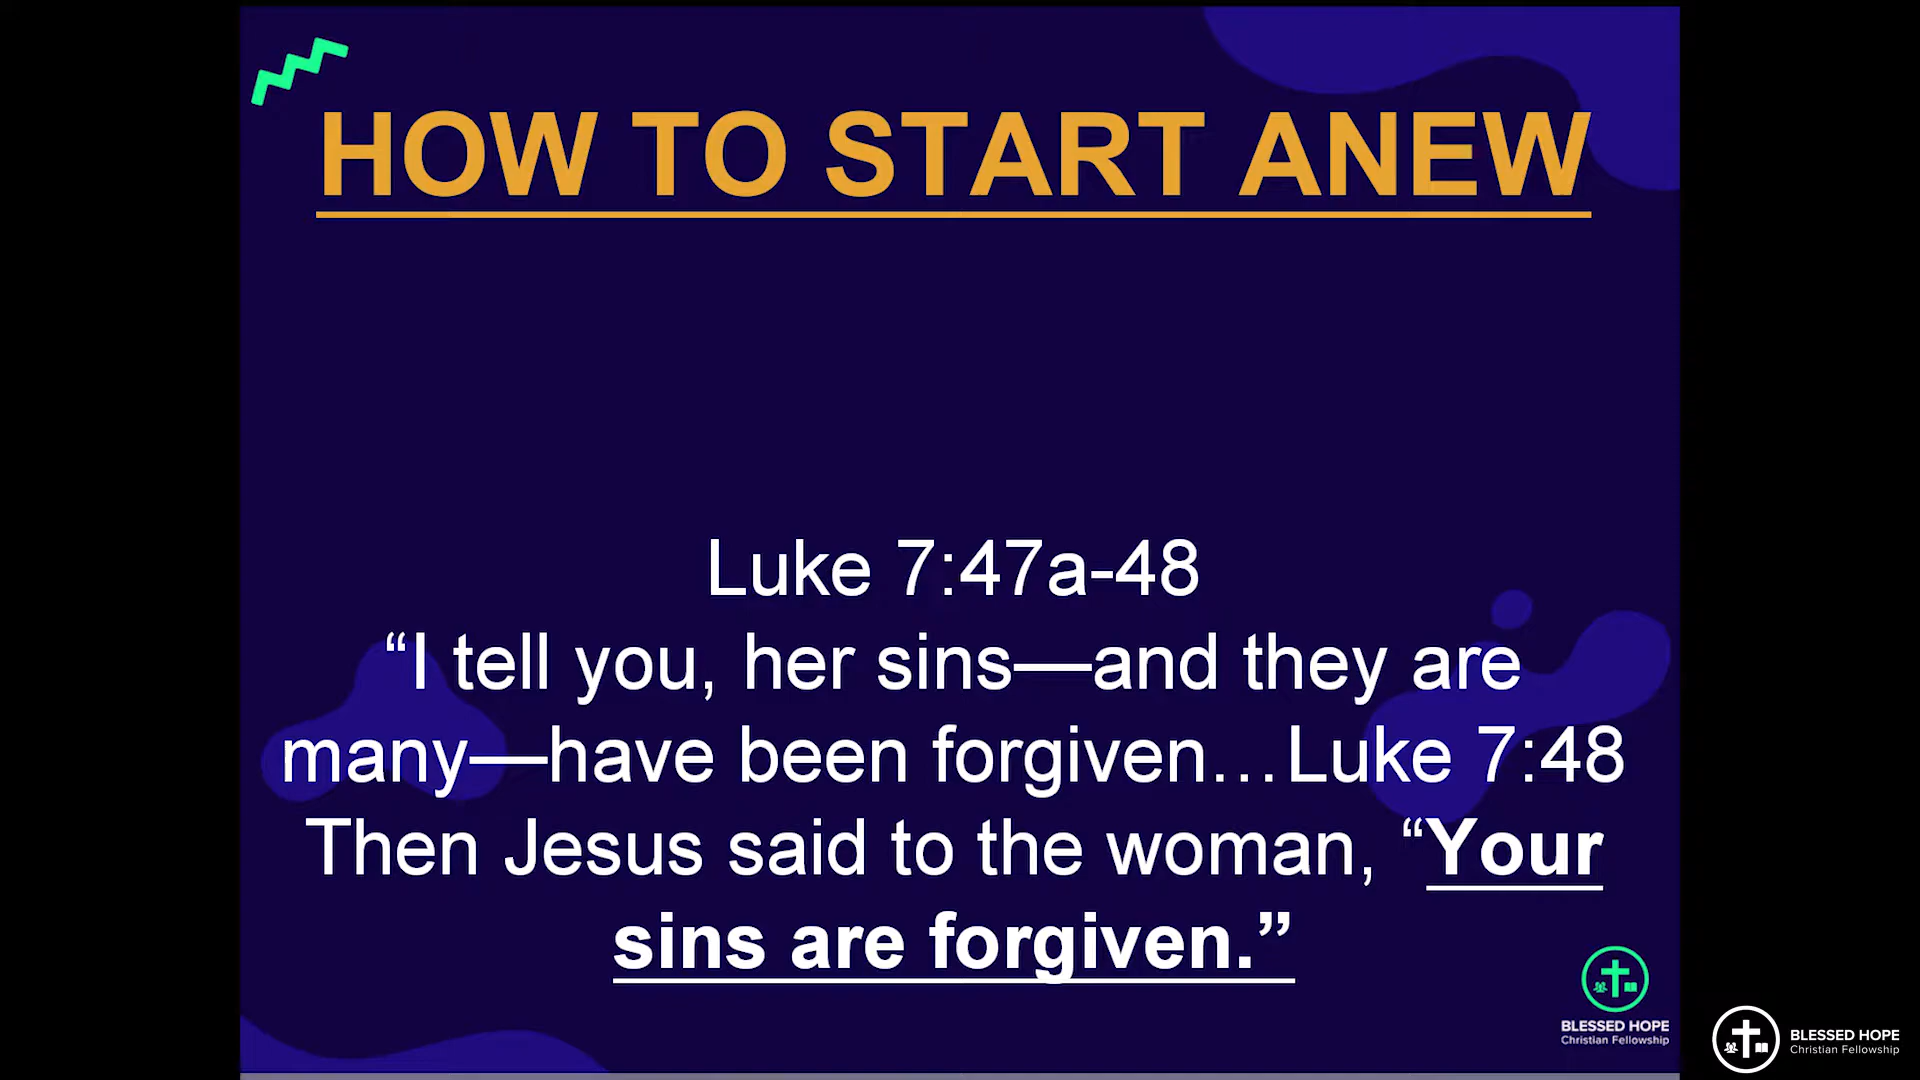 HOW TO START ANEW
Luke 7:47a-48
“I tell you, her sins—and they are
many—have been forgiven…Luke 7:48
Then Jesus said to the woman, “Your
sins are forgiven.”
BLESSED HOPE
Christian Fellowship
BLESSED HOPE
Christian Fellowship